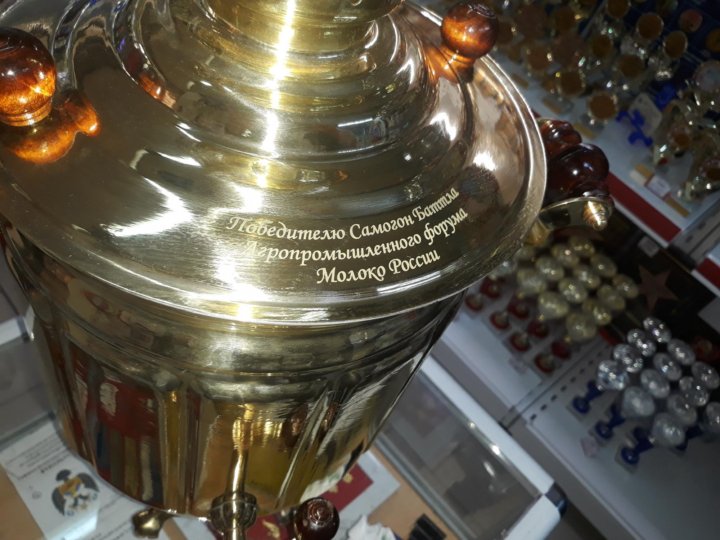 Победителю Самогон Баттла
Агропромышленного форума
Молоко России